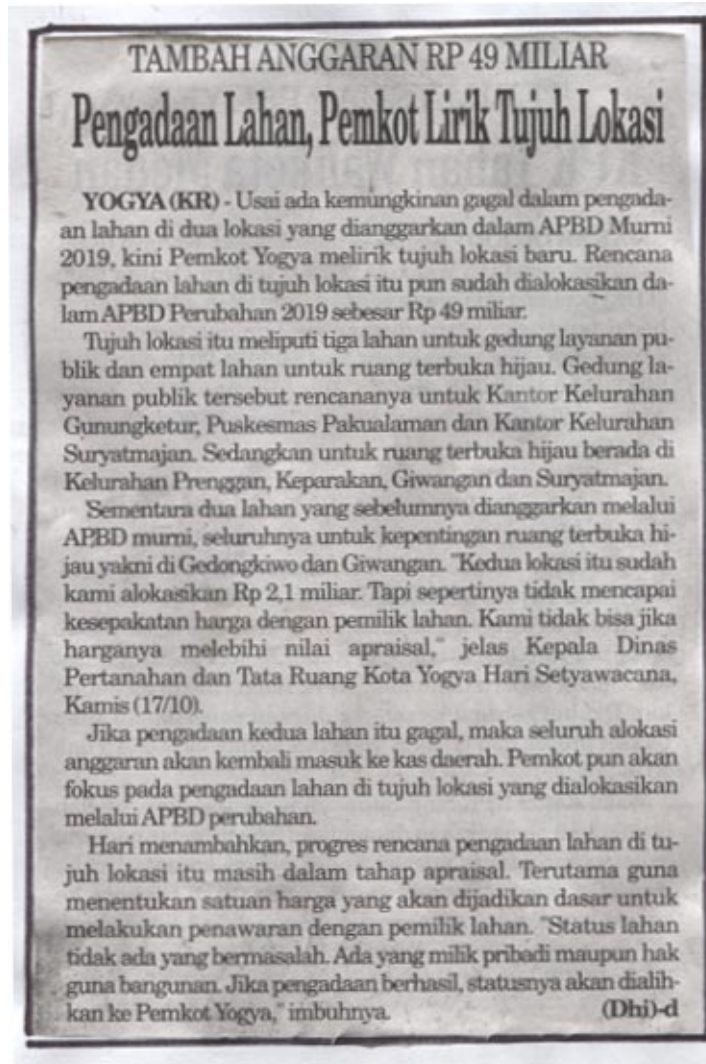 TAMBAH ANGGARAN RP 49 MILIAR
Pengadaan Lahan, Pemkot Lirik Tujuh Lokasi
YOGYA (KR) - Usai ada kemungkinan gagal dalam pengada-
an lahan di dua lokasi yang dianggarkan dalam APBD Murni
2019, kini Pemkot Yogya melirik tujuh lokasi baru. Rencana
pengadaan lahan di tujuh lokasi itu pun sudah dialokasikan da-
lam APBD Perubahan 2019 sebesar Rp 49 miliar.
Tujuh lokasi itu meliputi tiga lahan untuk gedung layanan pu-
blik dan empat lahan untuk ruang terbuka hijau. Gedung la-
yanan publik tersebut rencananya untuk Kantor Kelurahan
Gunungketur, Puskesmas Pakualaman dan Kantor Kelurahan
Suryatmajan. Sedangkan untuk ruang terbuka hijau berada di
Kelurahan Prenggan, Keparakan, Giwangan dan Suryatmajan.
Sementara dua lahan yang sebelumnya dianggarkan melalui
APBD murni, seluruhnya untuk kepentingan ruang terbuka hi-
jau yakni di Gedongkiwo dan Giwangan. "Kedua lokasi itu sudah
kami alokasikan Rp 2,1 miliar. Tapi sepertinya tidak mencapai
kesepakatan harga dengan pemilik lahan. Kami tidak bisa jika
harganya melebihi nilai apraisal," jelas Kepala Dinas
Pertanahan dan Tata Ruang Kota Yogya Hari Setyawacana,
Kamis (17/10).
Jika pengadaan kedua lahan itu gagal, maka seluruh alokasi
anggaran akan kembali masuk ke kas daerah. Pemkot pun akan
fokus pada pengadaan lahan di tujuh lokasi yang dialokasikan
melalui APBD perubahan.
Hari menambahkan, progres rencana pengadaan lahan di tu-
juh lokasi itu masih dalam tahap apraisal. Terutama guna
menentukan satuan harga yang akan dijadikan dasar untuk
melakukan penawaran dengan pemilik lahan. "Status lahan
tidak ada yang bermasalah. Ada yang milik pribadi maupun hak
guna bangunan. Jika pengadaan berhasil, statusnya akan dialih-
kan ke Pemkot Yogya," imbuhnya. (Dhi)-d